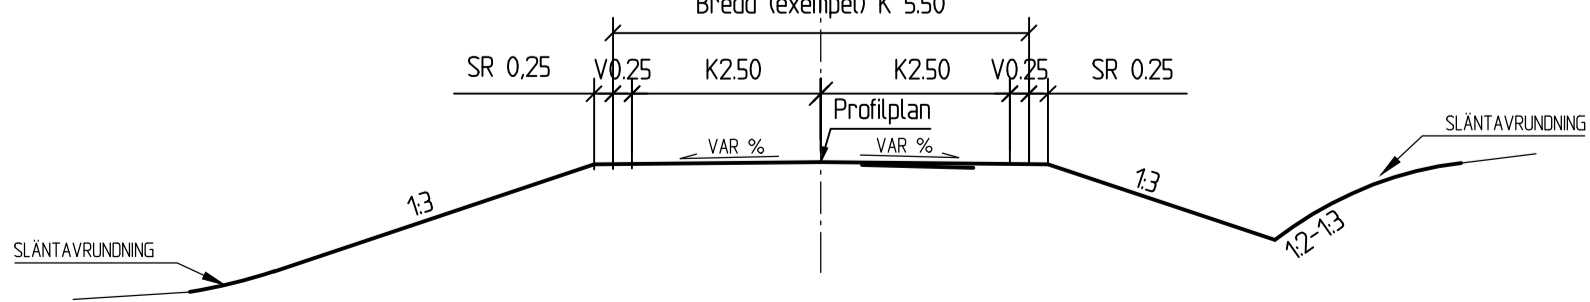 Bredd (exempel) K 5.50
SR 0,25 V0.25 K2.50 K2.50 V0.25 SR 0.25
Profilplan
SLÄNTAVRUNDNING
VAR % VAR %
1:3
1:3
1:2-1:3
SLÄNTAVRUNDNING